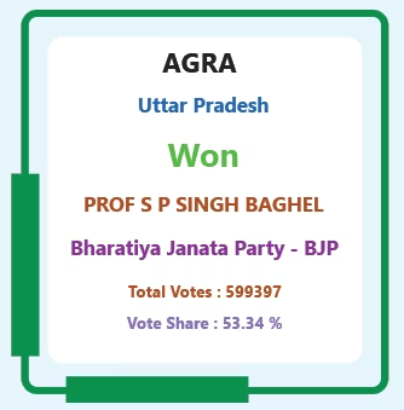 AGRA
Uttar Pradesh
Won
PROF S P SINGH BAGHEL
Bharatiya Janata Party - BJP
Total Votes : 599397
Vote Share : 53.34 %